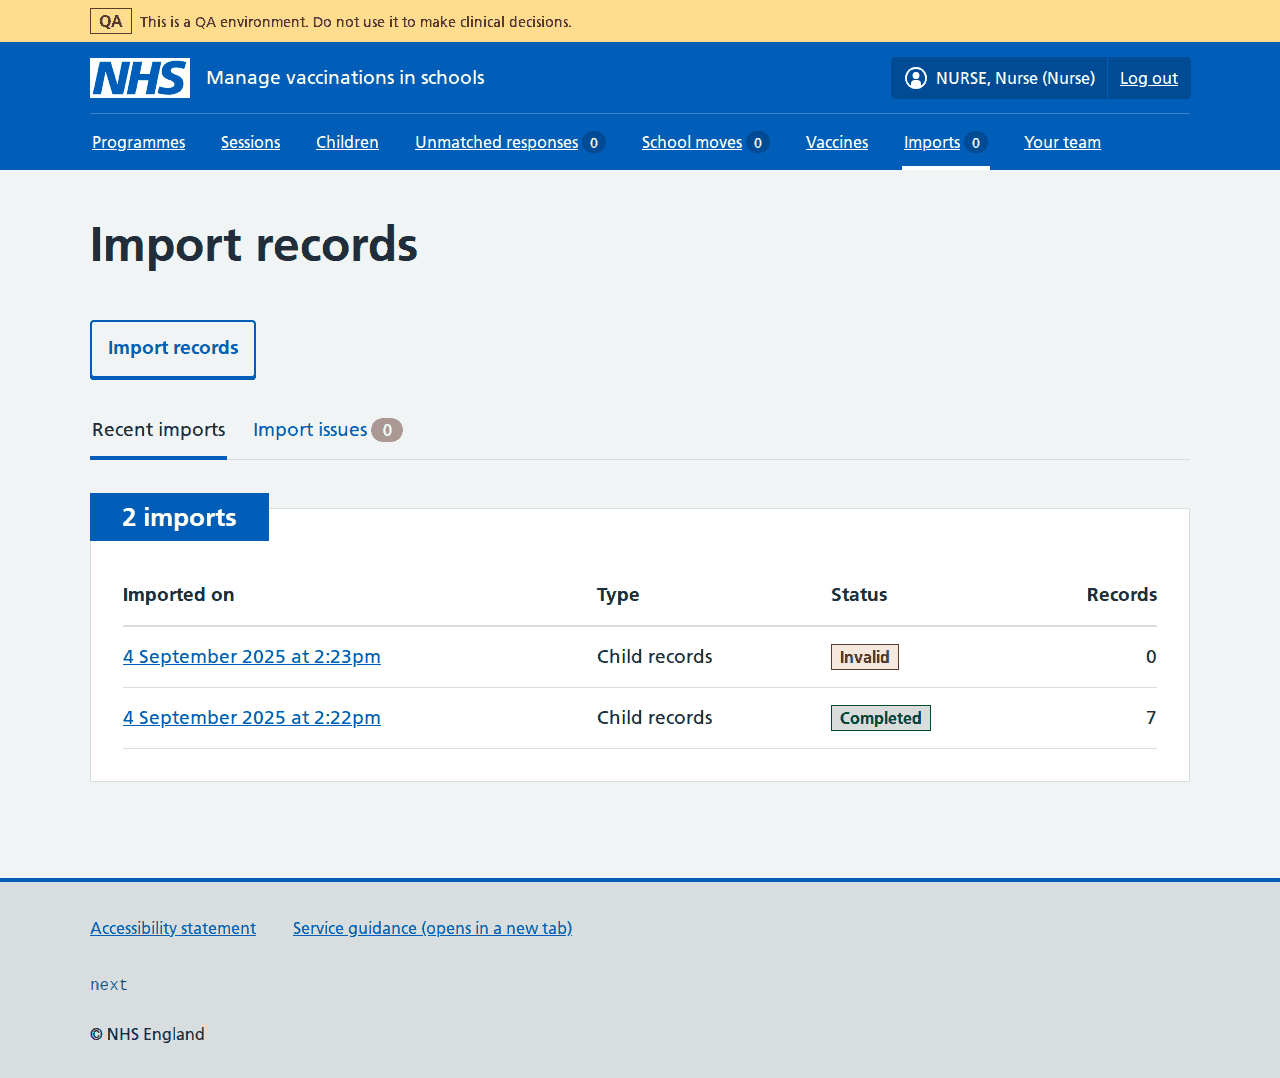 QA This is a QA environment. Do not use it to make clinical decisions.
NHS Manage vaccinations in schools NURSE, Nurse (Nurse) Log out
Programmes Sessions Children Unmatched responses 0 School moves 0 Vaccines Imports 0 Your team
Import records
Import records
Recent imports Import issues 0
2 imports
Imported on Type Status Records
4 September 2025 at 2:23pm Child records Invalid 0
4 September 2025 at 2:22pm Child records Completed 7
Accessibility statement Service guidance (opens in a new tab)
next
© NHS England